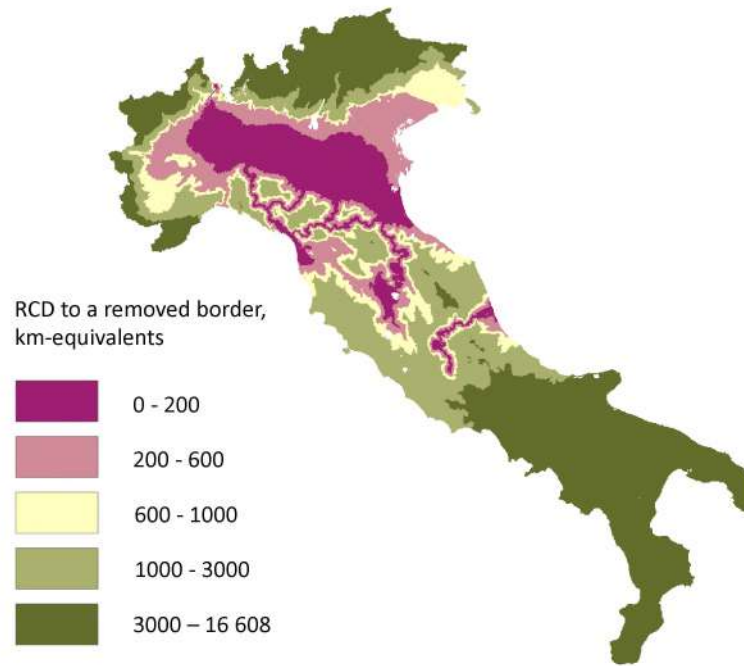 RCD to a removed border,
km-equivalents
0 - 200
200 - 600
600 - 1000
1000 - 3000
3000 – 16 608